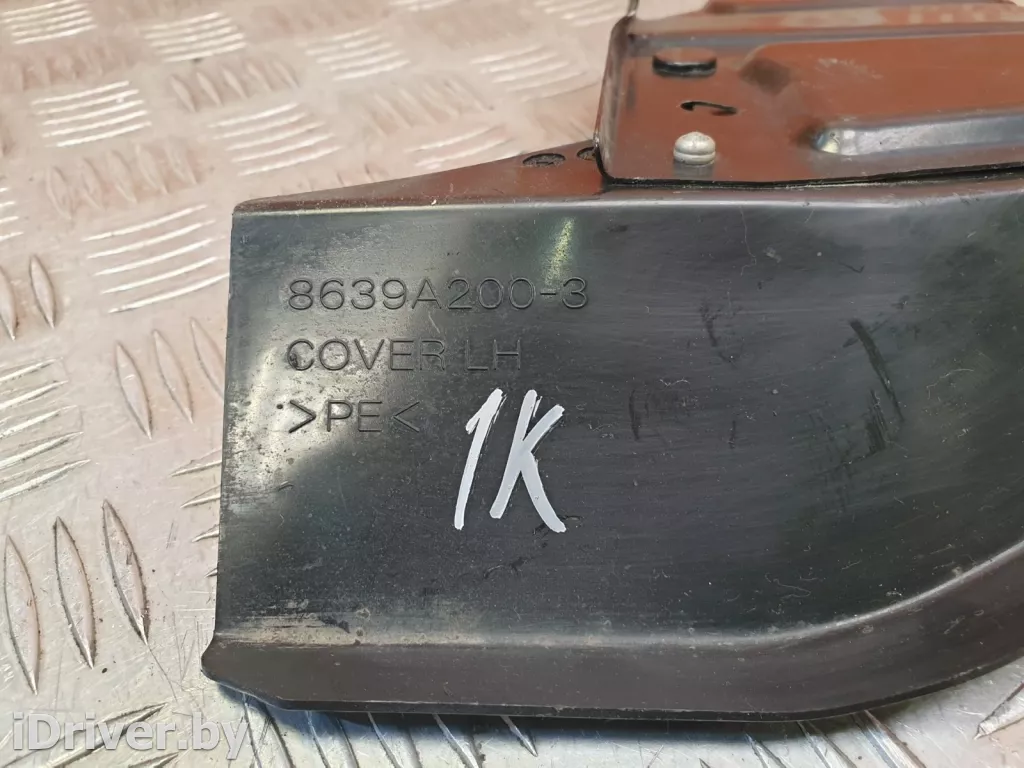 8639A200-3
COVER LH
>PE<
1K
iDriver.by